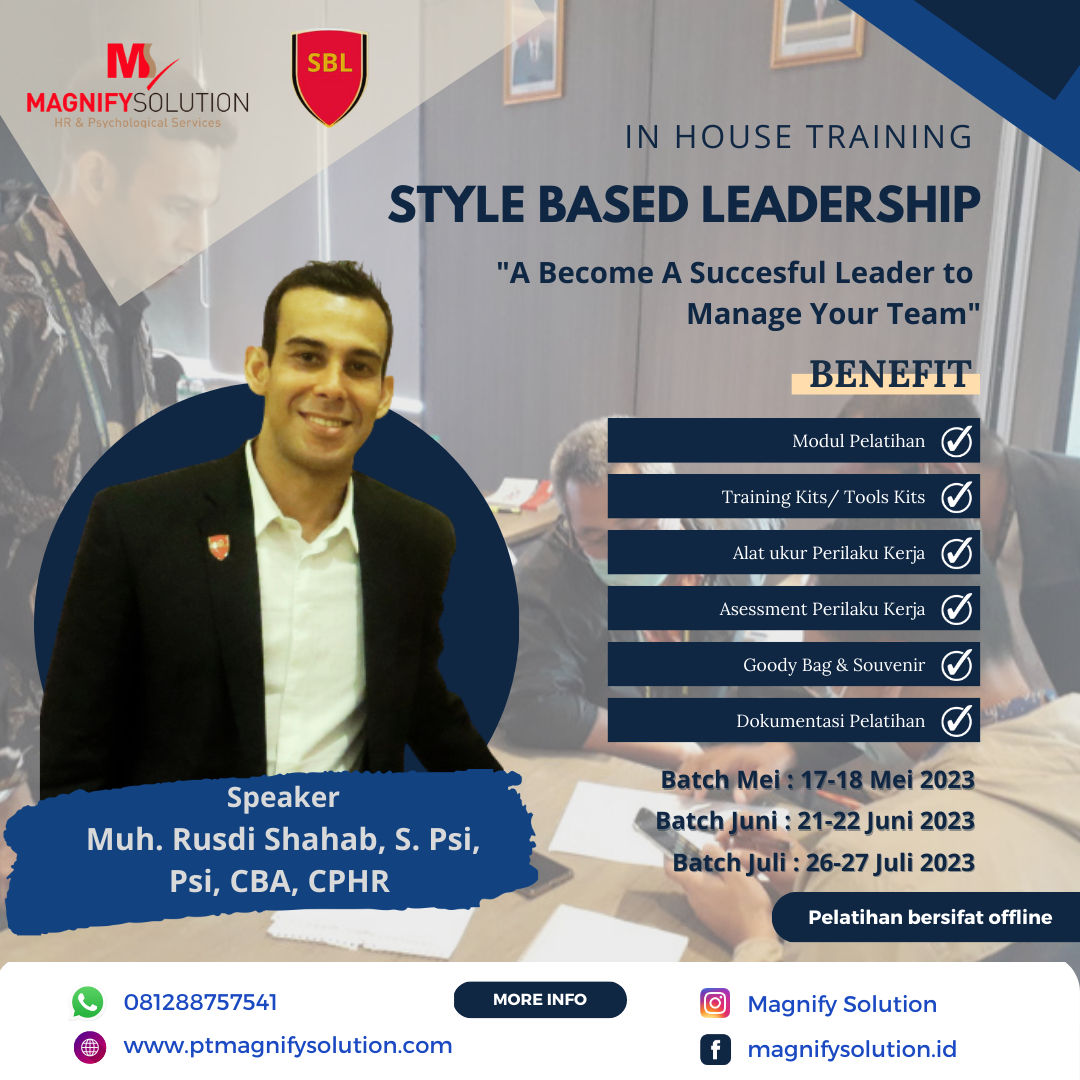 MS
MAGNIFYSOLUTION
HR & Psychological Services
SBL
IN HOUSE TRAINING
STYLE BASED LEADERSHIP
"A Become A Succesful Leader to
Manage Your Team"
BENEFIT
Modul Pelatihan
Training Kits/ Tools Kits
Alat ukur Perilaku Kerja
Asessment Perilaku Kerja
Goody Bag & Souvenir
Dokumentasi Pelatihan
Batch Mei : 17-18 Mei 2023
Batch Juni : 21-22 Juni 2023
Batch Juli : 26-27 Juli 2023
Pelatihan bersifat offline
Speaker
Muh. Rusdi Shahab, S. Psi,
Psi, CBA, CPHR
081288757541
www.ptmagnifysolution.com
MORE INFO
Magnify Solution
magnifysolution.id